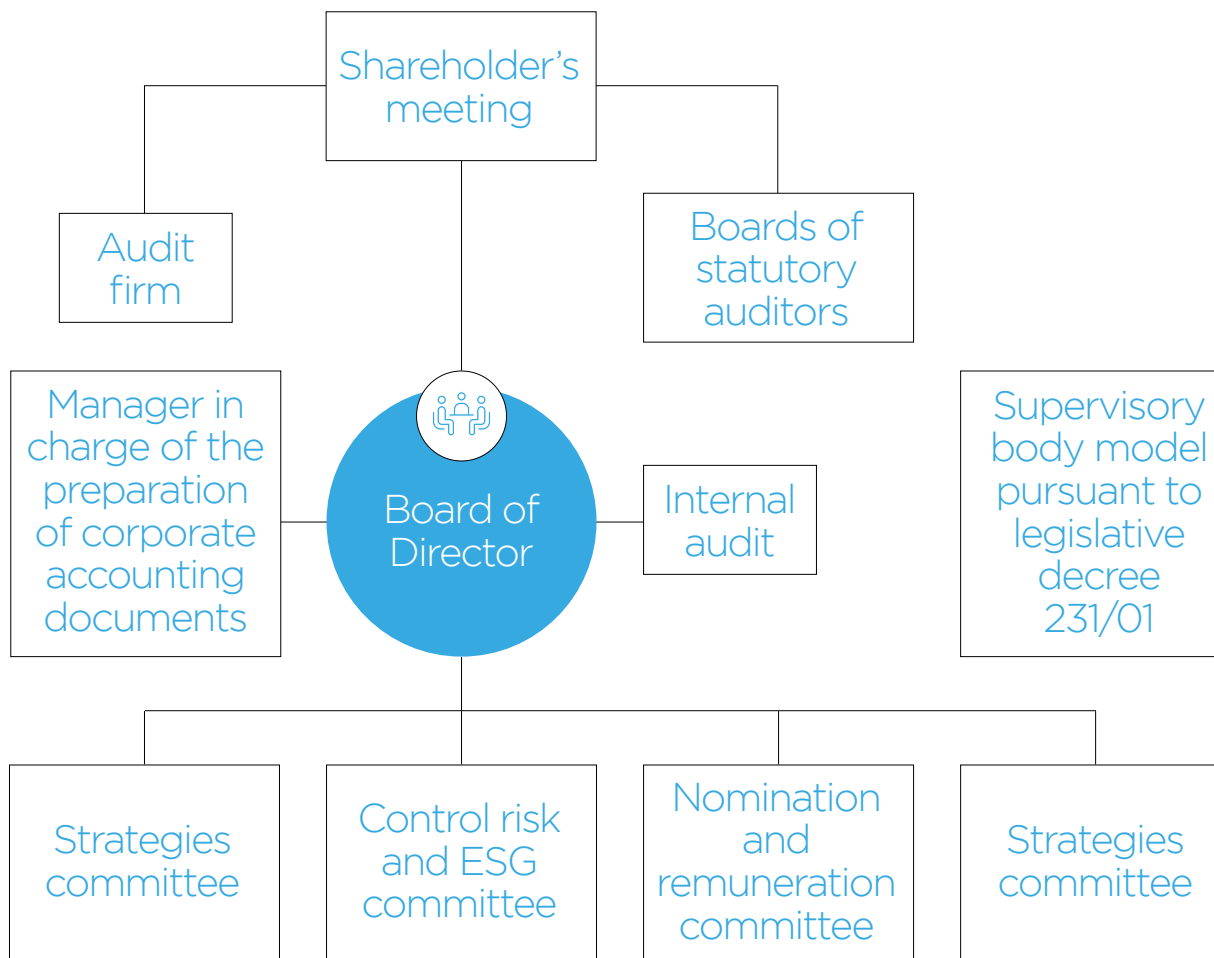 Shareholder's
meeting
Audit
firm
Boards of
statutory
auditors
Manager in
charge of the
preparation
of corporate
accounting
documents
Board of
Director
Internal
audit
Supervisory
body model
pursuant to
legislative
decree
231/01
Strategies
committee
Control risk
and ESG
committee
Nomination
and
remuneration
committee
Strategies
committee